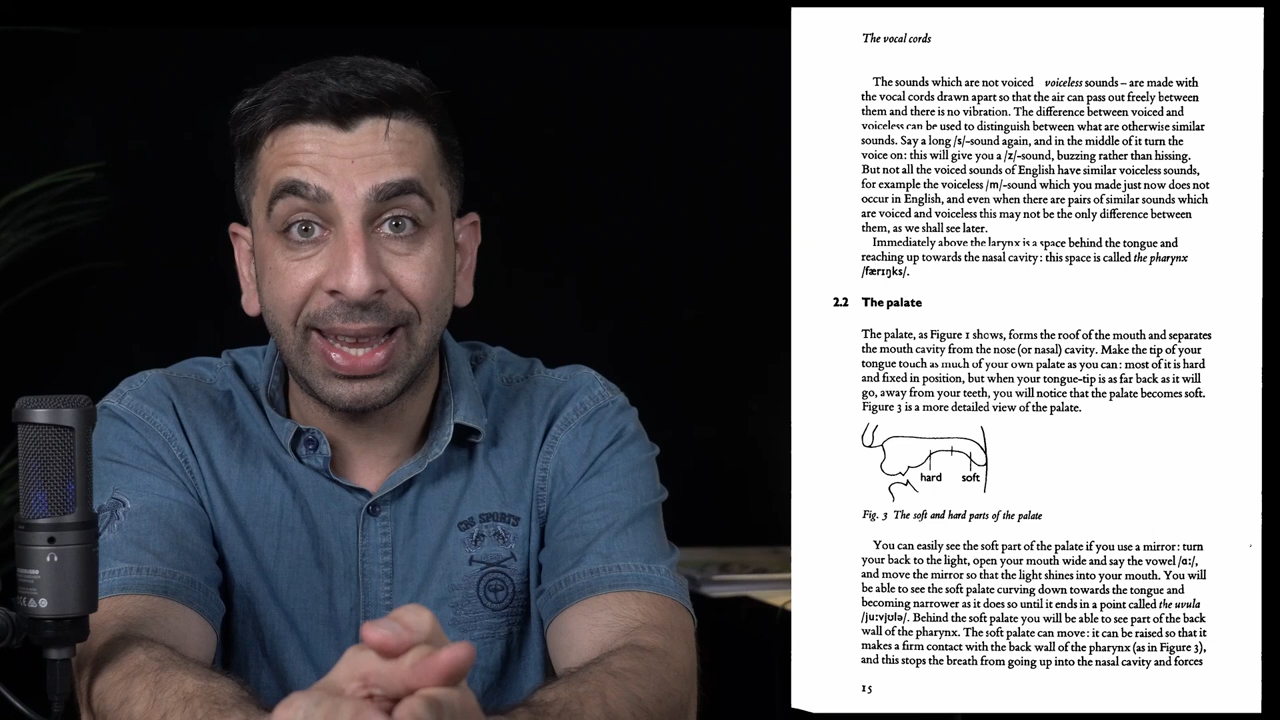 The vocal cords
The sounds which are not voiced voiceless sounds – are made with
the vocal cords drawn apart so that the air can pass out freely between
them and there is no vibration. The difference between voiced and
voiceless can be used to distinguish between what are otherwise similar
sounds. Say a long /s/-sound again, and in the middle of it turn the
voice on: this will give you a /z/-sound, buzzing rather than hissing.
But not all the voiced sounds of English have similar voiceless sounds,
for example the voiceless /m/-sound which you made just now does not
occur in English, and even when there are pairs of similar sounds which
are voiced and voiceless this may not be the only difference between
them, as we shall see later.
Immediately above the larynx is a space behind the tongue and
reaching up towards the nasal cavity: this space is called the pharynx
/færɪŋks/.
2.2 The palate
The palate, as Figure 1 shows, forms the roof of the mouth and separates
the mouth cavity from the nose (or nasal) cavity. Make the tip of your
tongue touch as much of your own palate as you can: most of it is hard
and fixed in position, but when your tongue-tip is as far back as it will
go, away from your teeth, you will notice that the palate becomes soft.
Figure 3 is a more detailed view of the palate.
hard soft
Fig. 3 The soft and hard parts of the palate
You can easily see the soft part of the palate if you use a mirror: turn
your back to the light, open your mouth wide and say the vowel /ɑː/,
and move the mirror so that the light shines into your mouth. You will
be able to see the soft palate curving down towards the tongue and
becoming narrower as it does so until it ends in a point called the uvula
/juːvjʊlə/. Behind the soft palate you will be able to see part of the back
wall of the pharynx. The soft palate can move: it can be raised so that it
makes a firm contact with the back wall of the pharynx (as in Figure 3),
and this stops the breath from going up into the nasal cavity and forces
15
SPORTS